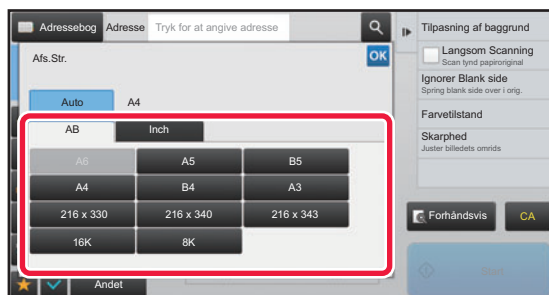 Adressebog Adresse Tryk for at angive adresse
Afs.Str. OK
Auto A4
AB Inch
A6 A5 B5
A4 B4 A3
216 x 330 216 x 340 216 x 343
16K 8K
Andet
Tilpasning af baggrund
Langsom Scanning
Scan tynd papiroriginal
Ignorer Blank side
Spring blank side over i orig.
Farvetilstand
Skarphed
Juster billedets omrids
Forhåndsvis CA
Start